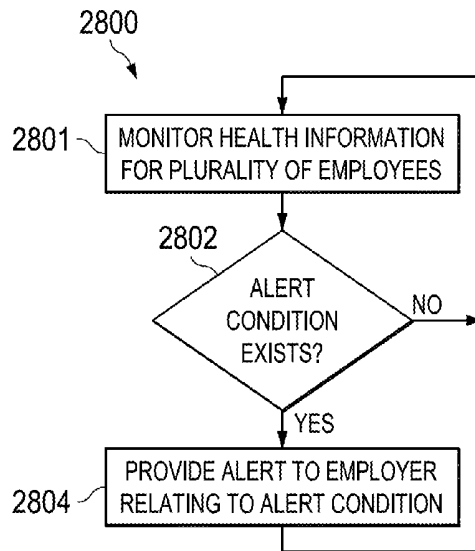 2800
2801
MONITOR HEALTH INFORMATION
FOR PLURALITY OF EMPLOYEES
2802
ALERT
CONDITION
EXISTS?
NO
YES
2804
PROVIDE ALERT TO EMPLOYER
RELATING TO ALERT CONDITION